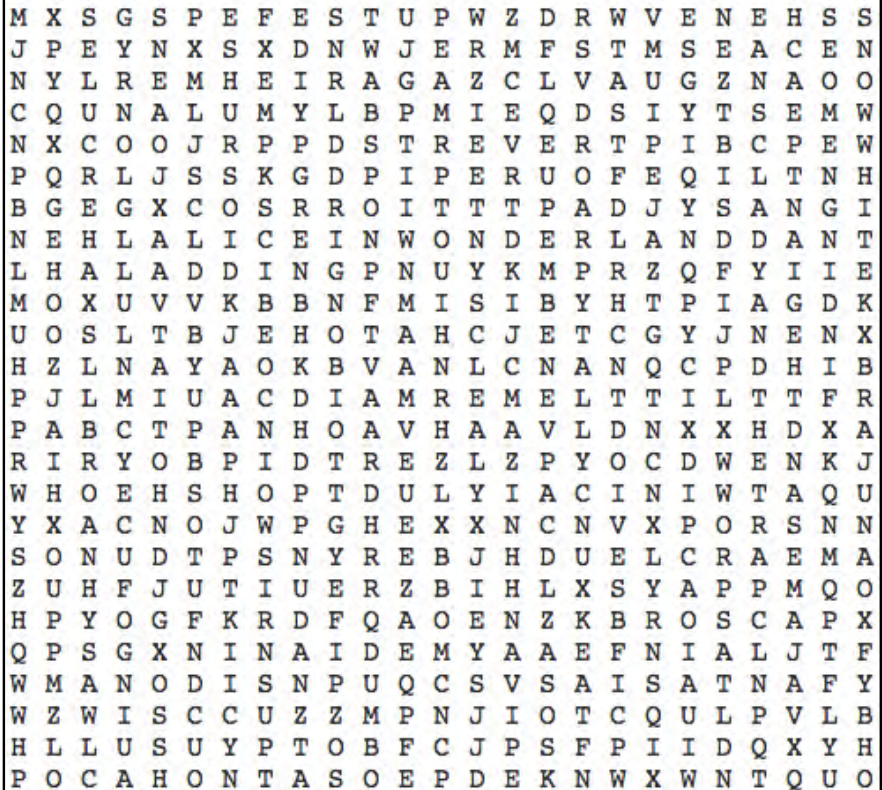 M X S G S P E F E S T U P W Z D R W V E N E H S S
J P E Y N X S X D N W J E R M F S T M S E A C E N
N Y L R E M H E I R A G A Z C L V A U G Z N A O O
C Q U N A L U M Y L B P M I E Q D S I Y T S E M W
N X C O O J R P P D S T R E V E R T P I B C P E W
P Q R L J S S K G D P I P E R U O F E Q I L T N H
B G E G X C O S R R O I T T T P A D J Y S A N G I
N E H L A L I C E I N W O N D E R L A N D D A N T
L H A L A D D I N G P N U Y K M P R Z Q F Y I I E
M O X U V V K B B N F M I S I B Y H T P I A G D K
U O S L T B J E H O T A H C J E T C G Y J N E N X
H Z L N A Y A O K B V A N L C N A N Q C P D H I B
P J L M I U A C D I A M R E M E L T T I L T T F R
P A B C T P A N H O A V H A A V L D N X X H D X A
R I R Y O B P I D T R E Z L Z P Y O C D W E N K J
W H O E H S H O P T D U L Y I A C I N I W T A Q U
Y X A C N O J W P G H E X X N C N V X P O R S N N
S O N U D T P S N Y R E B J H D U E L C R A E M A
Z U H F J U T I U E R Z B I H L X S Y A P P M Q O
H P Y O G F K R D F Q A O E N Z K B R O S C A P X
Q P S G X N I N A I D E M Y A A E F N I A L J T F
W M A N O D I S N P U Q C S V S A I S A T N A F Y
W Z W I S C C U Z Z M P N J I O T C Q U L P V L B
H L L U S U Y P T O B F C J P S F P I I D Q X Y H
P O C A H O N T A S O E P D E K N W X W N T Q U O